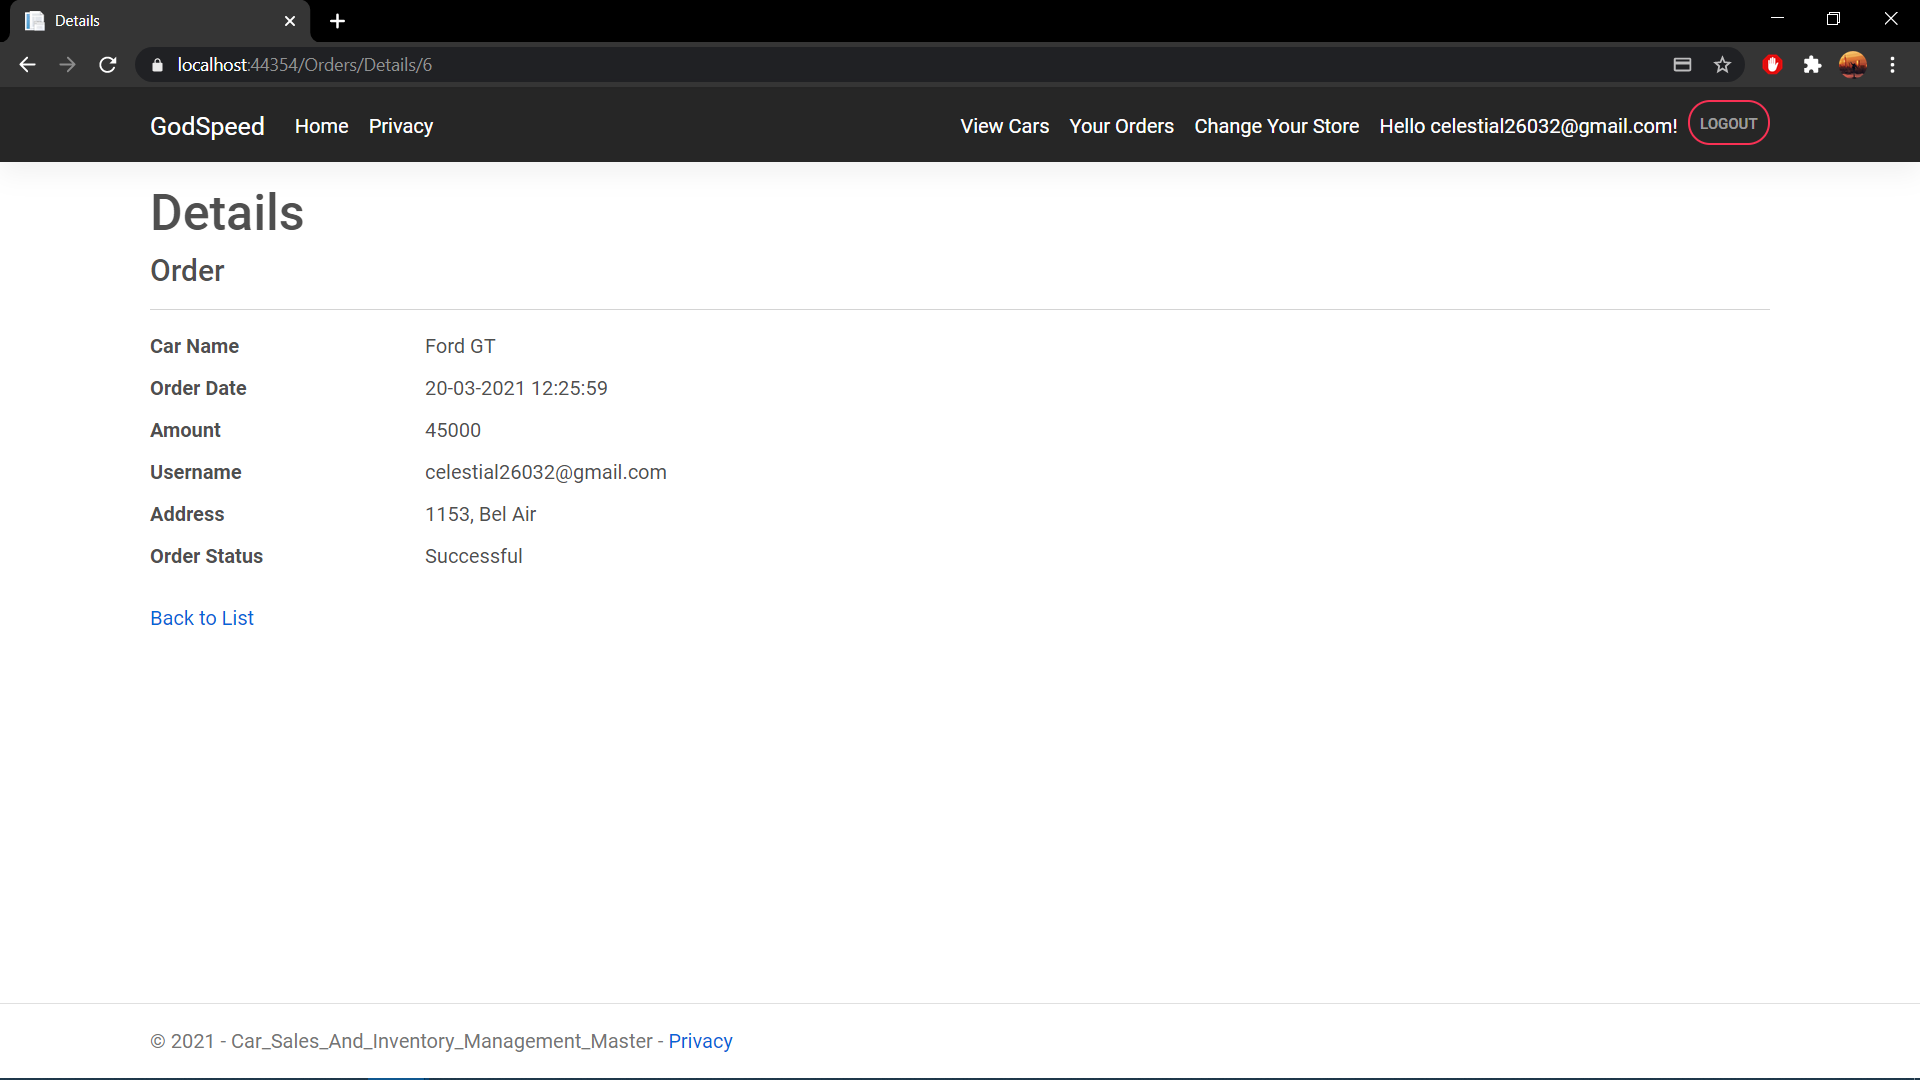 Details
localhost:44354/Orders/Details/6
GodSpeed Home Privacy View Cars Your Orders Change Your Store Hello celestial26032@gmail.com! LOGOUT
Details
Order
Car Name Ford GT
Order Date 20-03-2021 12:25:59
Amount 45000
Username celestial26032@gmail.com
Address 1153, Bel Air
Order Status Successful
Back to List
© 2021 - Car_Sales_And_Inventory_Management_Master - Privacy